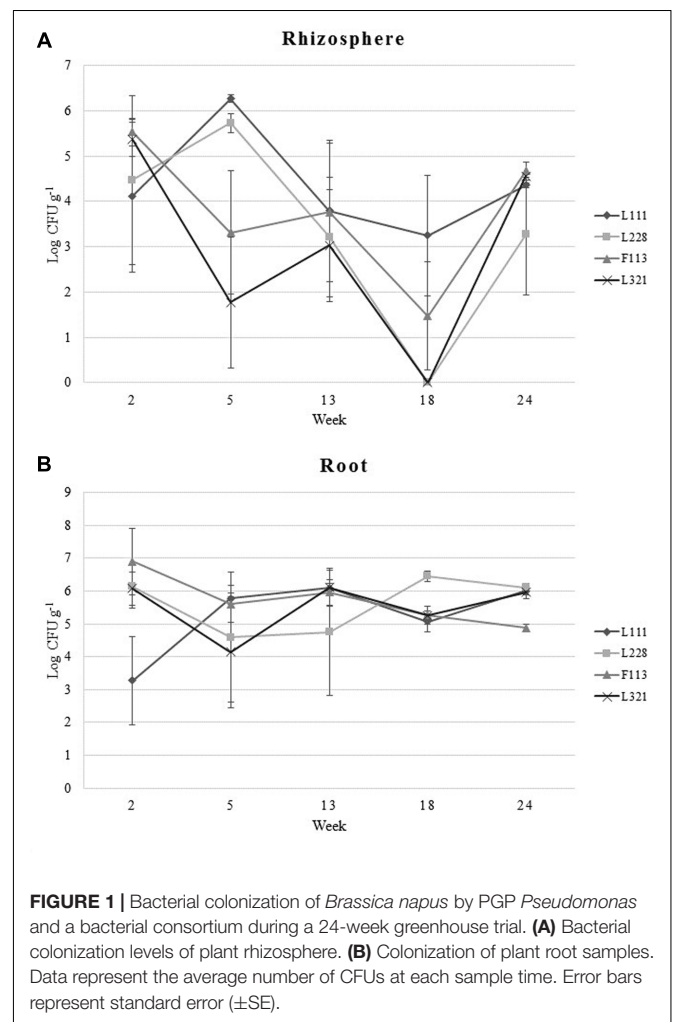 A
Rhizosphere
7
6
5
4
3
2
1
0
Log CFU g-1
2 5 13 18 24
Week
L111
L228
F113
L321
B
Root
9
8
7
6
5
4
3
2
1
0
Log CFU g-1
2 5 13 18 24
Week
L111
L228
F113
L321
FIGURE 1 | Bacterial colonization of Brassica napus by PGP Pseudomonas
and a bacterial consortium during a 24-week greenhouse trial. (A) Bacterial
colonization levels of plant rhizosphere. (B) Colonization of plant root samples.
Data represent the average number of CFUs at each sample time. Error bars
represent standard error (±SE).